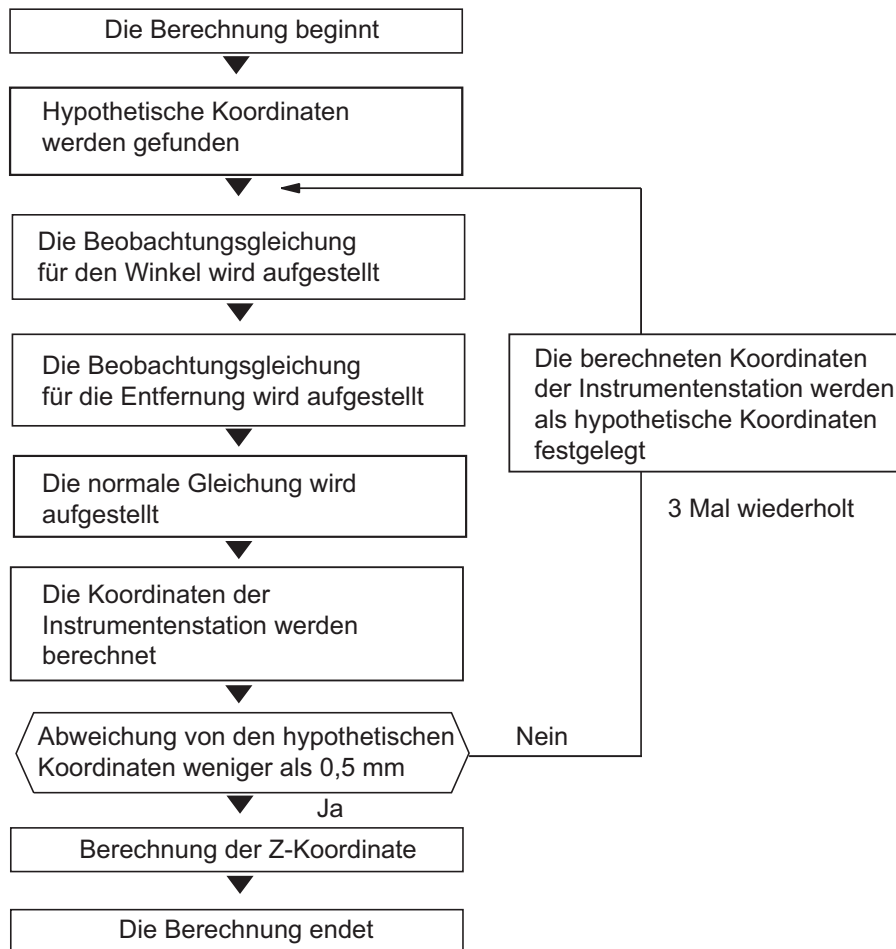 Die Berechnung beginnt
Hypothetische Koordinaten
werden gefunden
Die Beobachtungsgleichung
für den Winkel wird aufgestellt
Die Beobachtungsgleichung
für die Entfernung wird aufgestellt
Die normale Gleichung wird
aufgestellt
Die Koordinaten der
Instrumentenstation werden
berechnet
Abweichung von den hypothetischen
Koordinaten weniger als 0,5 mm
Nein
Die berechneten Koordinaten
der Instrumentenstation werden
als hypothetische Koordinaten
festgelegt
3 Mal wiederholt
Ja
Berechnung der Z-Koordinate
Die Berechnung endet